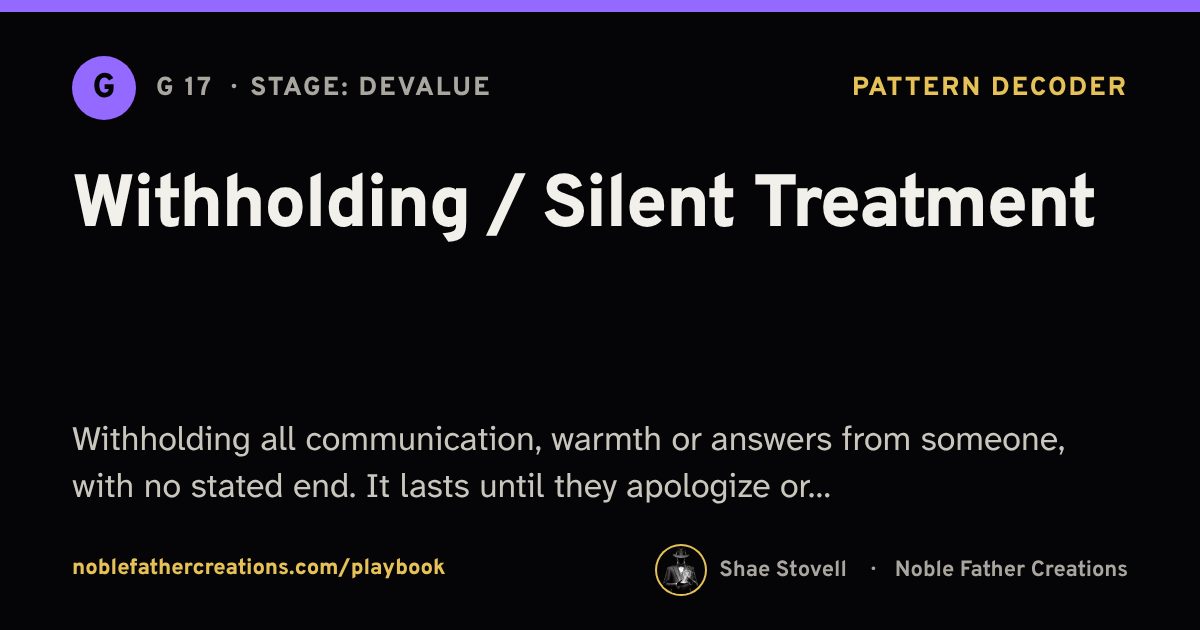 G G 17 · STAGE: DEVALUE PATTERN DECODER
Withholding / Silent Treatment
Withholding all communication, warmth or answers from someone,
with no stated end. It lasts until they apologize or...
noblefathercreations.com/playbook Shae Stovell · Noble Father Creations